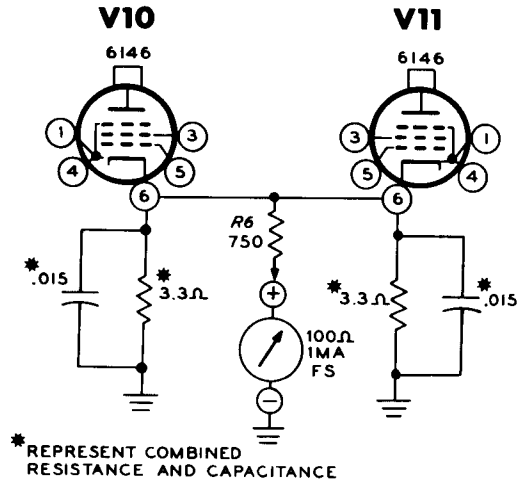 V10 V11
6146 6146
1 3 3 1
4 5 5 4
6 6
R6
750
* .015
* 3.3Ω
+
* 3.3Ω
* .015
100Ω
1MA
FS
−
* REPRESENT COMBINED
RESISTANCE AND CAPACITANCE